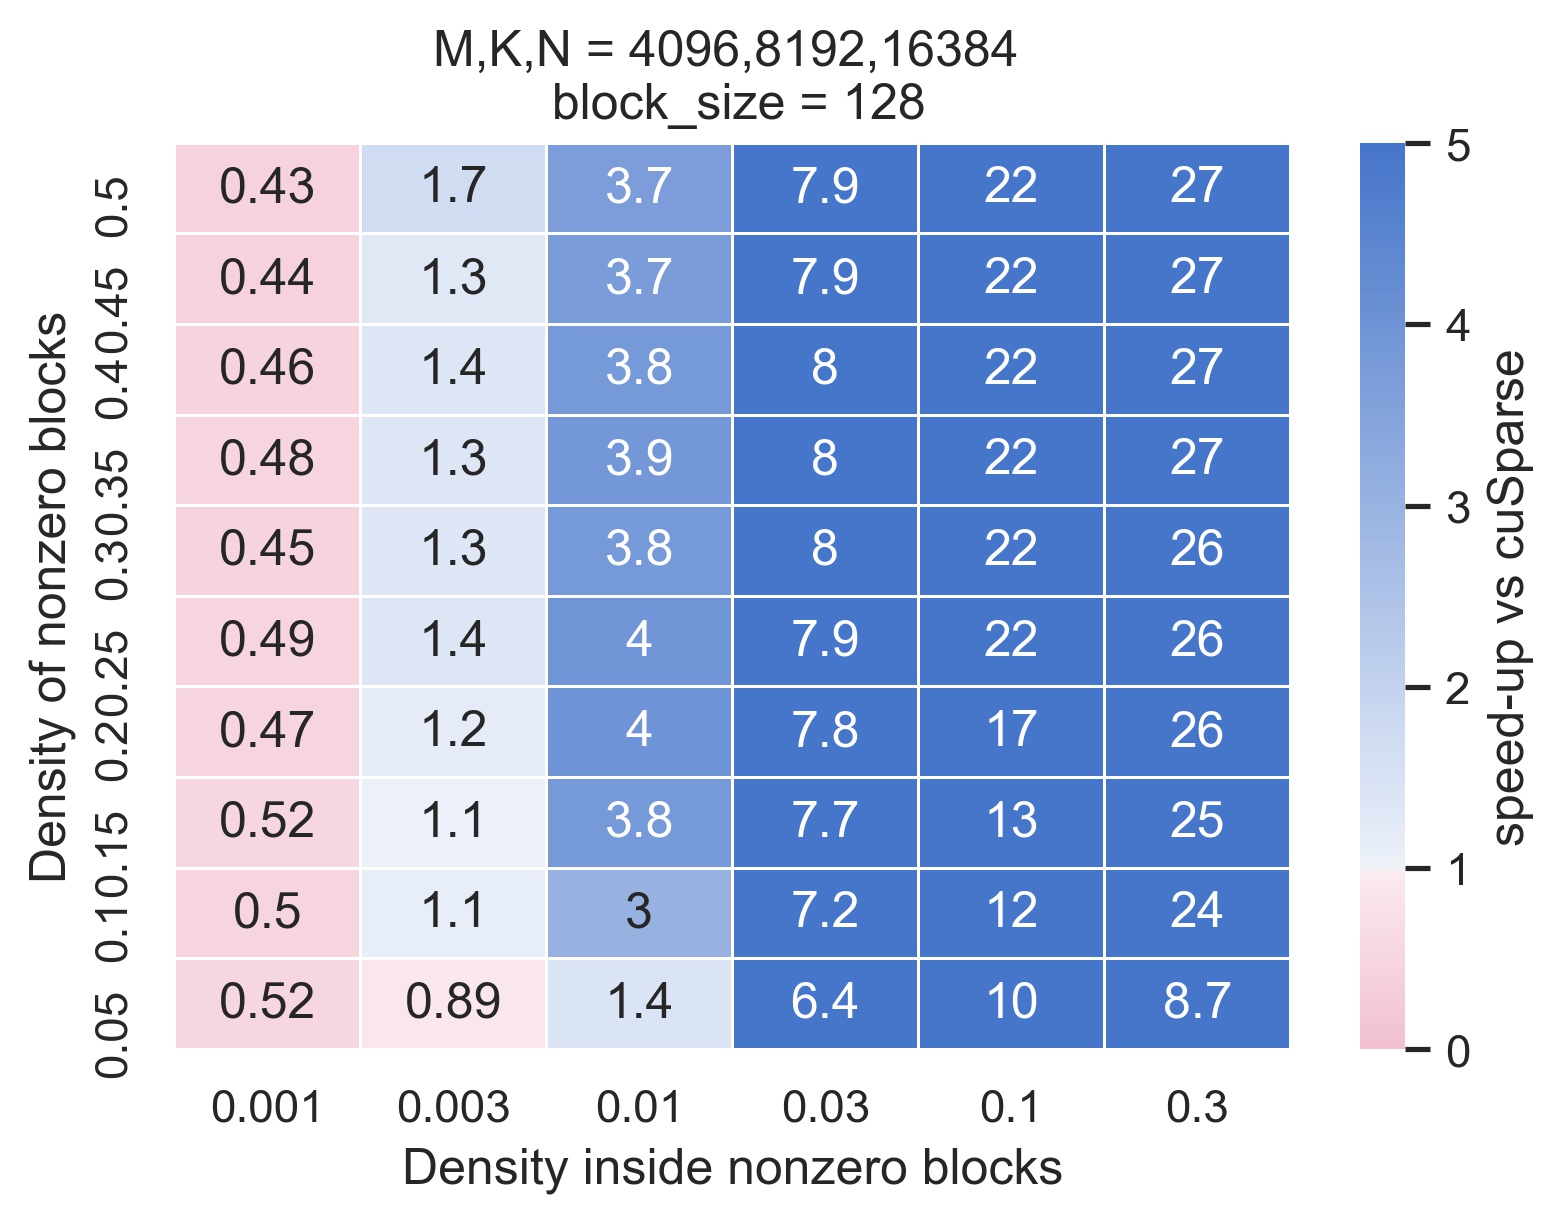 M,K,N = 4096,8192,16384
block_size = 128
Density of nonzero blocks
0.5 0.43 1.7 3.7 7.9 22 27
0.45 0.44 1.3 3.7 7.9 22 27
0.4 0.46 1.4 3.8 8 22 27
0.35 0.48 1.3 3.9 8 22 27
0.3 0.45 1.3 3.8 8 22 26
0.25 0.49 1.4 4 7.9 22 26
0.2 0.47 1.2 4 7.8 17 26
0.15 0.52 1.1 3.8 7.7 13 25
0.1 0.5 1.1 3 7.2 12 24
0.05 0.52 0.89 1.4 6.4 10 8.7
0.001 0.003 0.01 0.03 0.1 0.3
Density inside nonzero blocks
5
4
3
2
1
0
speed-up vs cuSparse